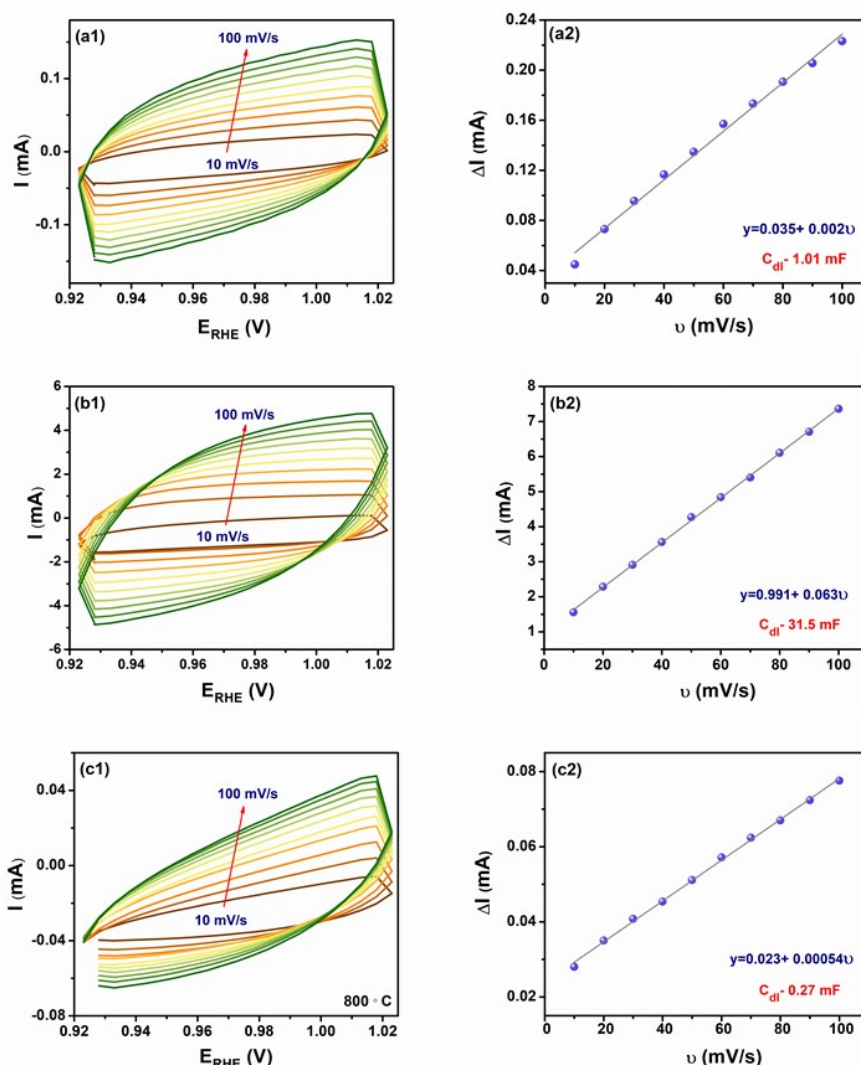 (a1)
100 mV/s
10 mV/s
0.1
0.0
-0.1
I (mA)
0.92
0.94
0.96
0.98
1.00
1.02
E_RHE (V)
(a2)
0.24
0.20
0.16
0.12
0.08
0.04
ΔI (mA)
y=0.035+ 0.002υ
C_dl- 1.01 mF
0
20
40
60
80
100
υ (mV/s)
(b1)
100 mV/s
10 mV/s
6
4
2
0
-2
-4
-6
I (mA)
0.92
0.94
0.96
0.98
1.00
1.02
E_RHE (V)
(b2)
8
7
6
5
4
3
2
1
ΔI (mA)
y=0.991+ 0.063υ
C_dl- 31.5 mF
0
20
40
60
80
100
υ (mV/s)
(c1)
100 mV/s
10 mV/s
800 ° C
0.04
0.00
-0.04
-0.08
I (mA)
0.92
0.94
0.96
0.98
1.00
1.02
E_RHE (V)
(c2)
0.08
0.06
0.04
0.02
ΔI (mA)
y=0.023+ 0.00054υ
C_dl- 0.27 mF
0
20
40
60
80
100
υ (mV/s)